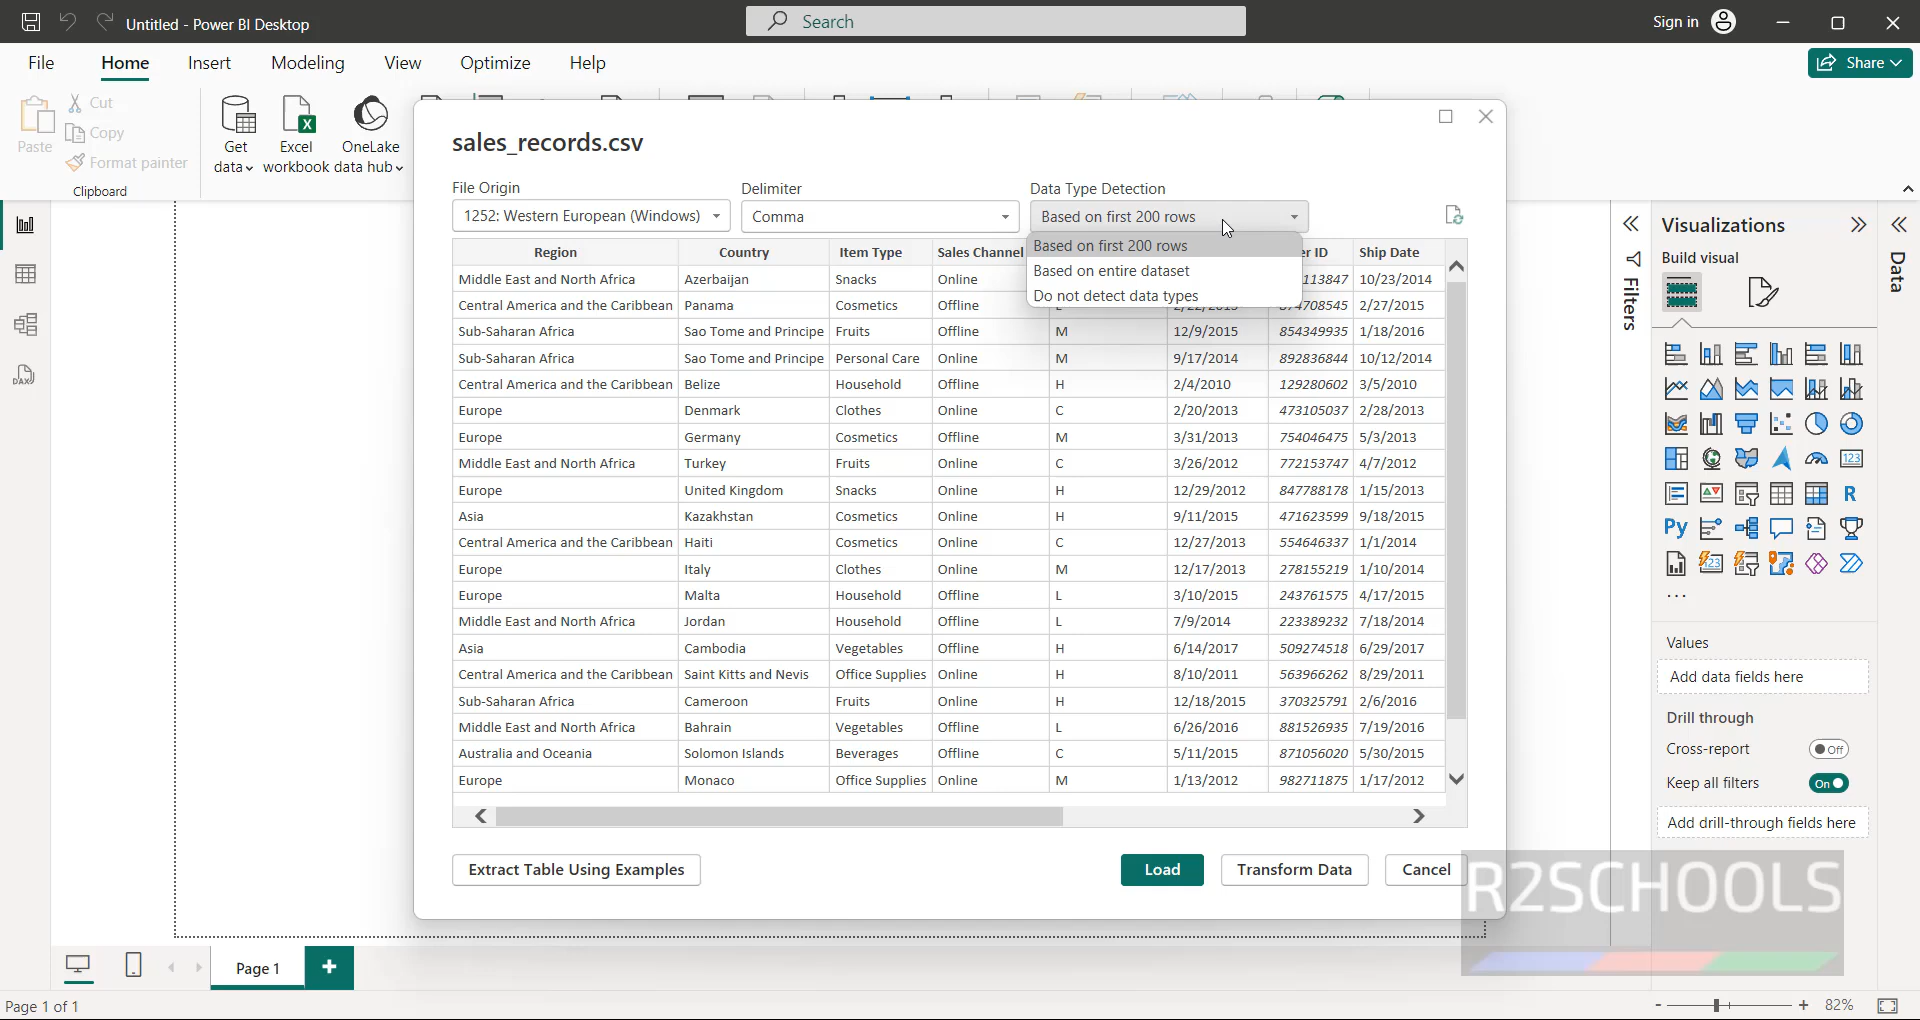 Untitled - Power BI Desktop
Search
Sign in
File
Home
Insert
Modeling
View
Optimize
Help
Share
Paste
Cut
Copy
Format painter
Clipboard
Get
data
Excel
workbook
OneLake
data hub
sales_records.csv
File Origin
Delimiter
Data Type Detection
1252: Western European (Windows)
Comma
Based on first 200 rows
Based on first 200 rows
Based on entire dataset
Do not detect data types
Region Country Item Type Sales Channel er ID Ship Date
Middle East and North Africa Azerbaijan Snacks Online 113847 10/23/2014
Central America and the Caribbean Panama Cosmetics Offline L 2/22/2015 874708545 2/27/2015
Sub-Saharan Africa Sao Tome and Principe Fruits Offline M 12/9/2015 854349935 1/18/2016
Sub-Saharan Africa Sao Tome and Principe Personal Care Online M 9/17/2014 892836844 10/12/2014
Central America and the Caribbean Belize Household Offline H 2/4/2010 129280602 3/5/2010
Europe Denmark Clothes Online C 2/20/2013 473105037 2/28/2013
Europe Germany Cosmetics Offline M 3/31/2013 754046475 5/3/2013
Middle East and North Africa Turkey Fruits Online C 3/26/2012 772153747 4/7/2012
Europe United Kingdom Snacks Online H 12/29/2012 847788178 1/15/2013
Asia Kazakhstan Cosmetics Online H 9/11/2015 471623599 9/18/2015
Central America and the Caribbean Haiti Cosmetics Online C 12/27/2013 554646337 1/1/2014
Europe Italy Clothes Online M 12/17/2013 278155219 1/10/2014
Europe Malta Household Offline L 3/10/2015 243761575 4/17/2015
Middle East and North Africa Jordan Household Offline L 7/9/2014 223389232 7/18/2014
Asia Cambodia Vegetables Offline H 6/14/2017 509274518 6/29/2017
Central America and the Caribbean Saint Kitts and Nevis Office Supplies Online H 8/10/2011 563966262 8/29/2011
Sub-Saharan Africa Cameroon Fruits Online H 12/18/2015 370325791 2/6/2016
Middle East and North Africa Bahrain Vegetables Offline L 6/26/2016 881526935 7/19/2016
Australia and Oceania Solomon Islands Beverages Offline C 5/11/2015 871056020 5/30/2015
Europe Monaco Office Supplies Online M 1/13/2012 982711875 1/17/2012
Extract Table Using Examples
Load
Transform Data
Cancel
Filters
Visualizations
Build visual
123
R
Py
123
...
Values
Add data fields here
Drill through
Cross-report
Off
Keep all filters
On
Add drill-through fields here
Data
DAX
R2SCHOOLS
Page 1
+
Page 1 of 1
- + 82%